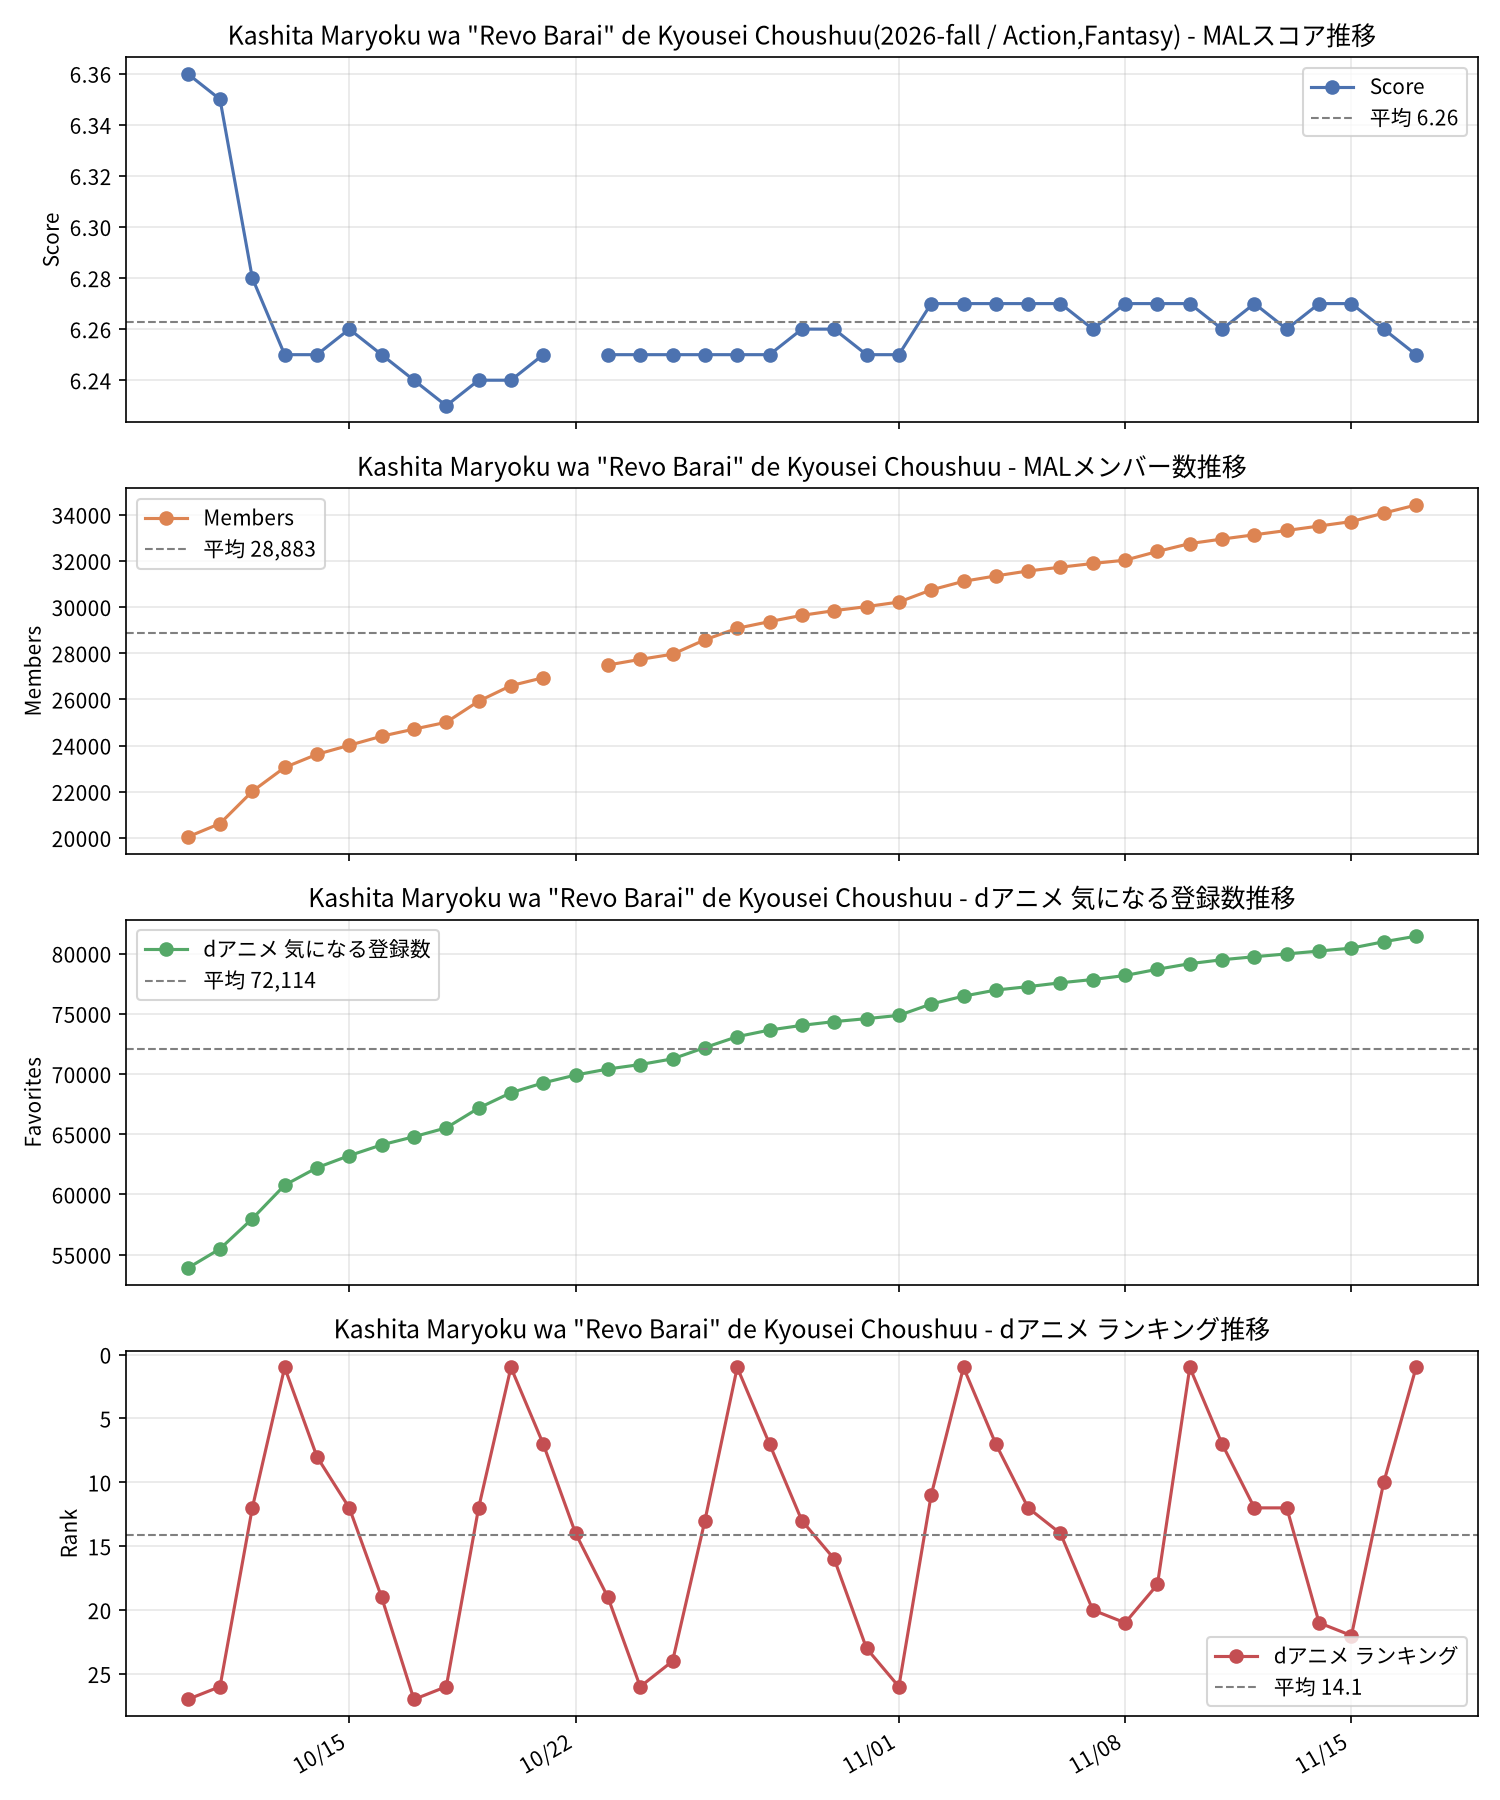 Kashita Maryoku wa "Revo Barai" de Kyousei Choushuu(2026-fall / Action,Fantasy) - MALスコア推移
6.36
6.34
6.32
6.30
6.28
6.26
6.24
Score
Score
平均 6.26
Kashita Maryoku wa "Revo Barai" de Kyousei Choushuu - MALメンバー数推移
34000
32000
30000
28000
26000
24000
22000
20000
Members
Members
平均 28,883
Kashita Maryoku wa "Revo Barai" de Kyousei Choushuu - dアニメ 気になる登録数推移
80000
75000
70000
65000
60000
55000
Favorites
dアニメ 気になる登録数
平均 72,114
Kashita Maryoku wa "Revo Barai" de Kyousei Choushuu - dアニメ ランキング推移
0
5
10
15
20
25
Rank
dアニメ ランキング
平均 14.1
10/15
10/22
11/01
11/08
11/15